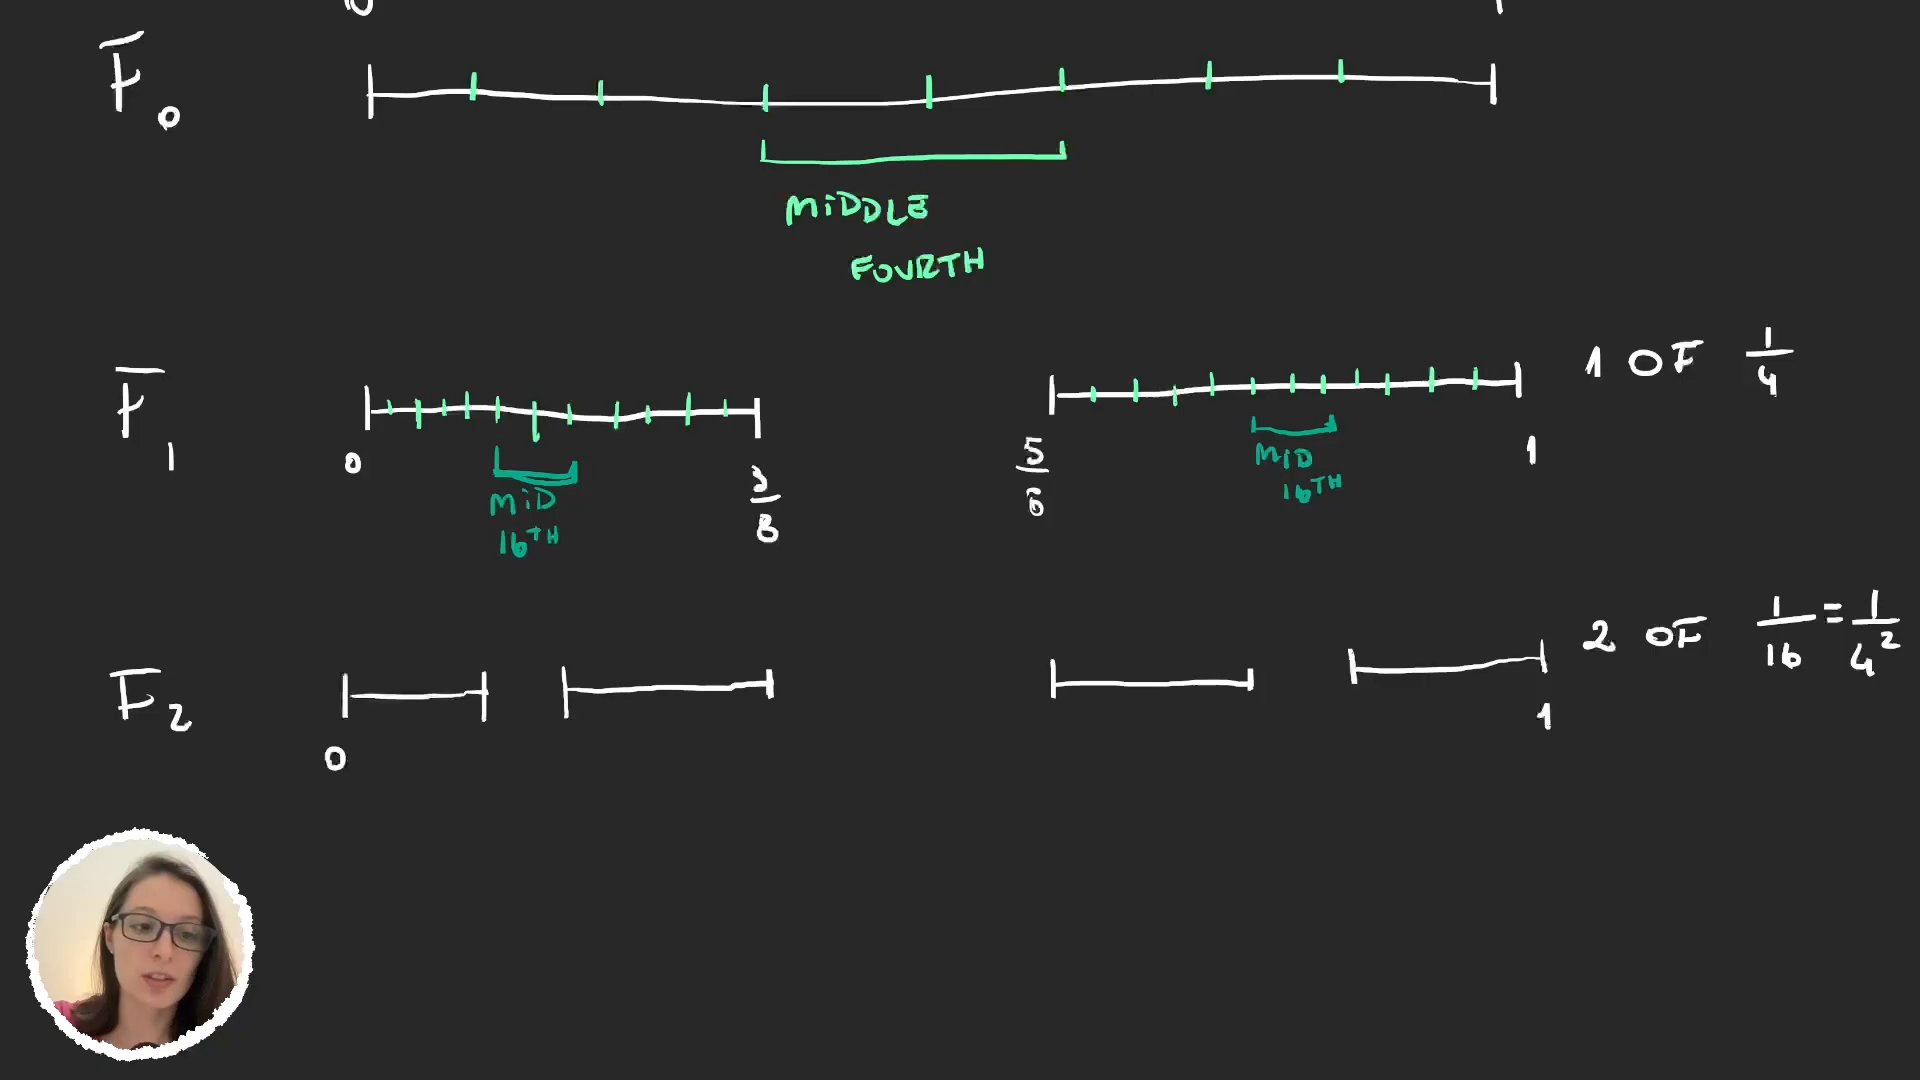 F₀
MIDDLE
FOURTH
F₁
1 OF 1/4
0
3/8
5/8
1
MID
16TH
MID
16TH
F₂
2 OF 1/16 = 1/4²
0
1